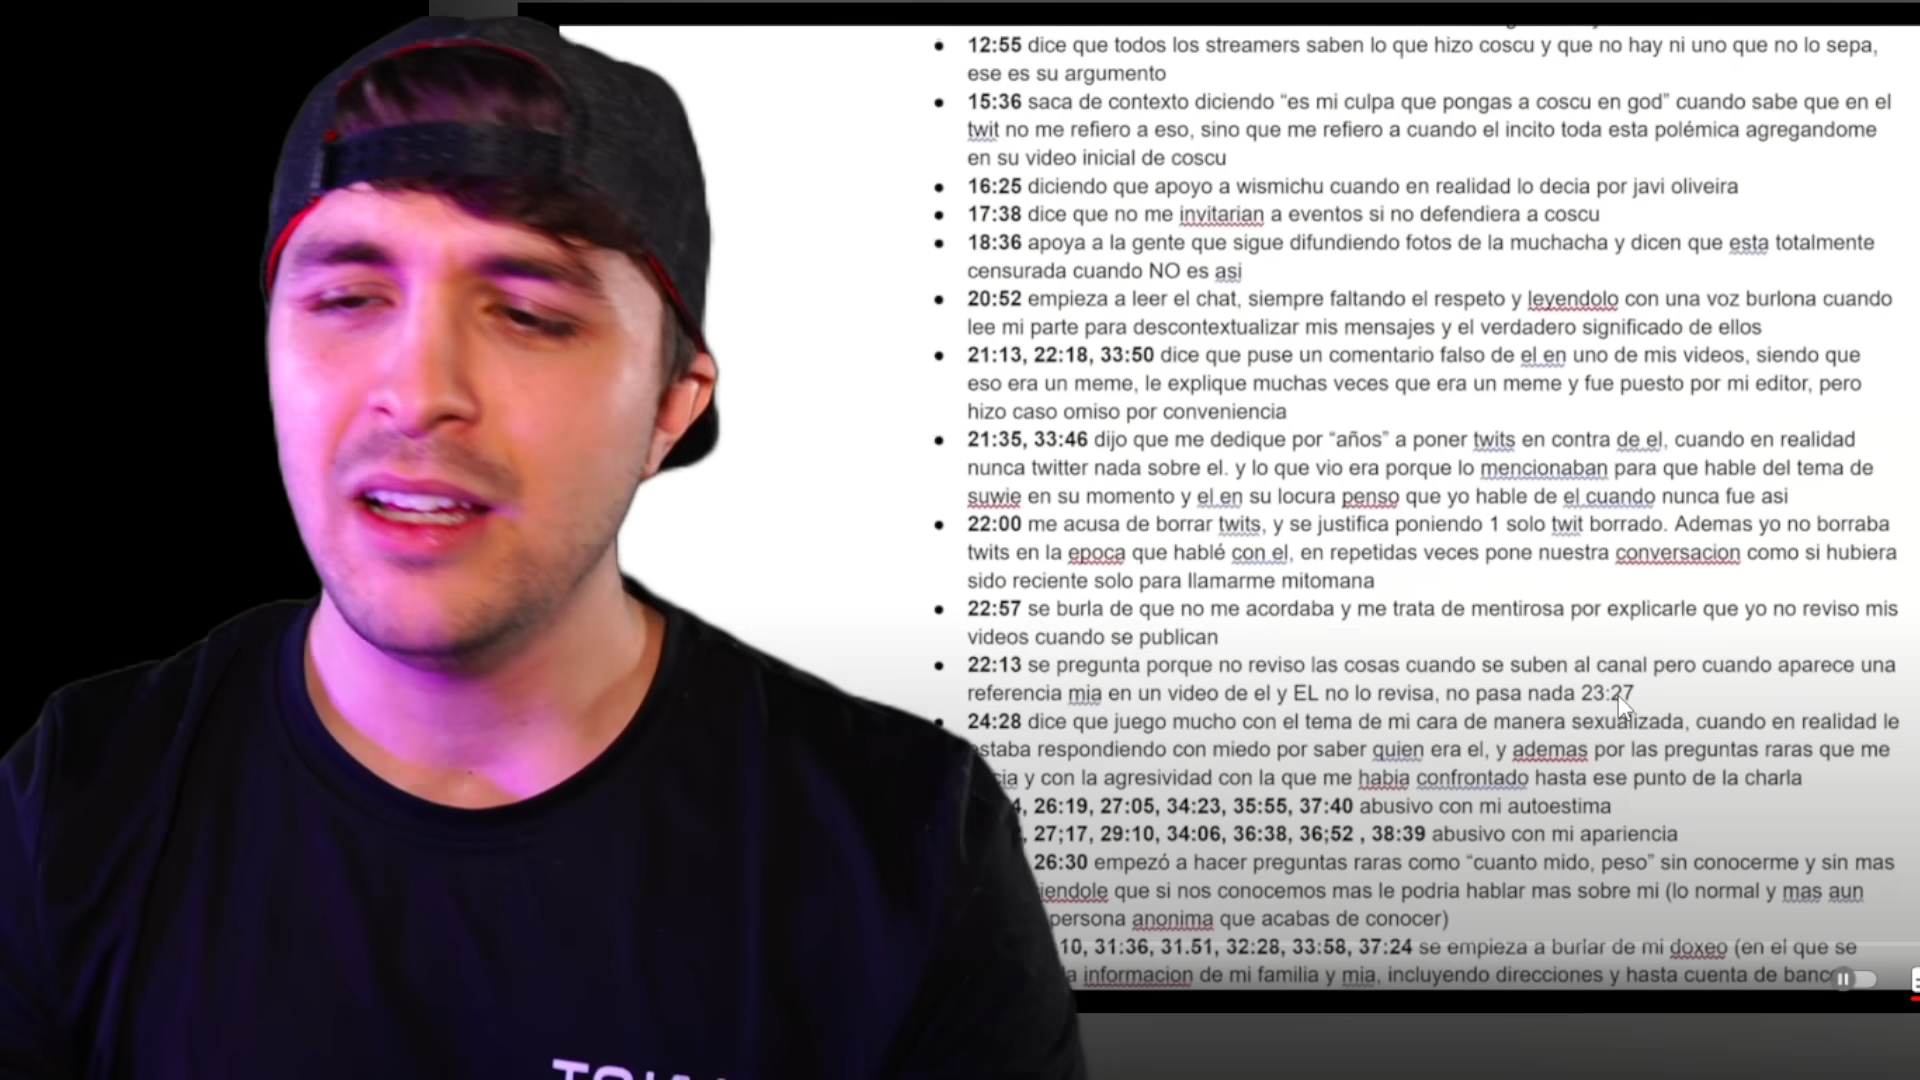 12:55 dice que todos los streamers saben lo que hizo coscu y que no hay ni uno que no lo sepa,
ese es su argumento
15:36 saca de contexto diciendo “es mi culpa que pongas a coscu en god” cuando sabe que en el
twit no me refiero a eso, sino que me refiero a cuando el incito toda esta polémica agregandome
en su video inicial de coscu
16:25 diciendo que apoyo a wismichu cuando en realidad lo decia por javi oliveira
17:38 dice que no me invitarian a eventos si no defendiera a coscu
18:36 apoya a la gente que sigue difundiendo fotos de la muchacha y dicen que esta totalmente
censurada cuando NO es asi
20:52 empieza a leer el chat, siempre faltando el respeto y leyendolo con una voz burlona cuando
lee mi parte para descontextualizar mis mensajes y el verdadero significado de ellos
21:13, 22:18, 33:50 dice que puse un comentario falso de el en uno de mis videos, siendo que
eso era un meme, le explique muchas veces que era un meme y fue puesto por mi editor, pero
hizo caso omiso por conveniencia
21:35, 33:46 dijo que me dedique por “años” a poner twits en contra de el, cuando en realidad
nunca twitter nada sobre el. y lo que vio era porque lo mencionaban para que hable del tema de
suwie en su momento y el en su locura penso que yo hable de el cuando nunca fue asi
22:00 me acusa de borrar twits, y se justifica poniendo 1 solo twit borrado. Ademas yo no borraba
twits en la epoca que hablé con el, en repetidas veces pone nuestra conversacion como si hubiera
sido reciente solo para llamarme mitomana
22:57 se burla de que no me acordaba y me trata de mentirosa por explicarle que yo no reviso mis
videos cuando se publican
22:13 se pregunta porque no reviso las cosas cuando se suben al canal pero cuando aparece una
referencia mia en un video de el y EL no lo revisa, no pasa nada 23:27
24:28 dice que juego mucho con el tema de mi cara de manera sexualizada, cuando en realidad le
estaba respondiendo con miedo por saber quien era el, y ademas por las preguntas raras que me
y con la agresividad con la que me habia confrontado hasta ese punto de la charla
26:19, 27:05, 34:23, 35:55, 37:40 abusivo con mi autoestima
27;17, 29:10, 34:06, 36:38, 36;52 , 38:39 abusivo con mi apariencia
26:30 empezó a hacer preguntas raras como “cuanto mido, peso” sin conocerme y sin mas
que si nos conocemos mas le podria hablar mas sobre mi (lo normal y mas aun
persona anonima que acabas de conocer)
10, 31:36, 31.51, 32:28, 33:58, 37:24 se empieza a burlar de mi doxeo (en el que se
informacion de mi familia y mia, incluyendo direcciones y hasta cuenta de banco